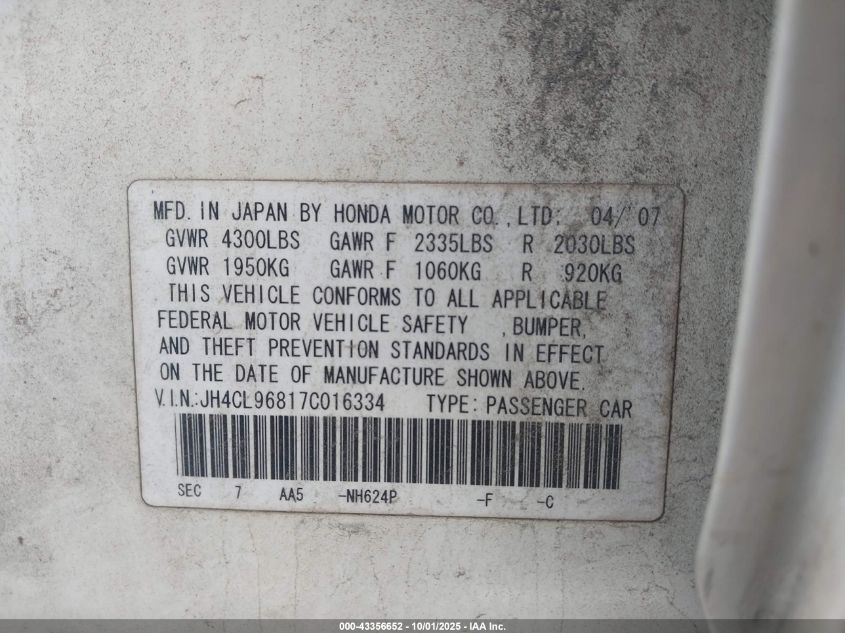 MFD. IN JAPAN BY HONDA MOTOR CO., LTD: 04/ 07
GVWR 4300LBS GAWR F 2335LBS R 2030LBS
GVWR 1950KG GAWR F 1060KG R 920KG
THIS VEHICLE CONFORMS TO ALL APPLICABLE
FEDERAL MOTOR VEHICLE SAFETY , BUMPER,
AND THEFT PREVENTION STANDARDS IN EFFECT
ON THE DATE OF MANUFACTURE SHOWN ABOVE.
V.I.N.:JH4CL96817C016334 TYPE: PASSENGER CAR
SEC 7 AA5 -NH624P -F -C
000-43356652 - 10/01/2025 - IAA Inc.